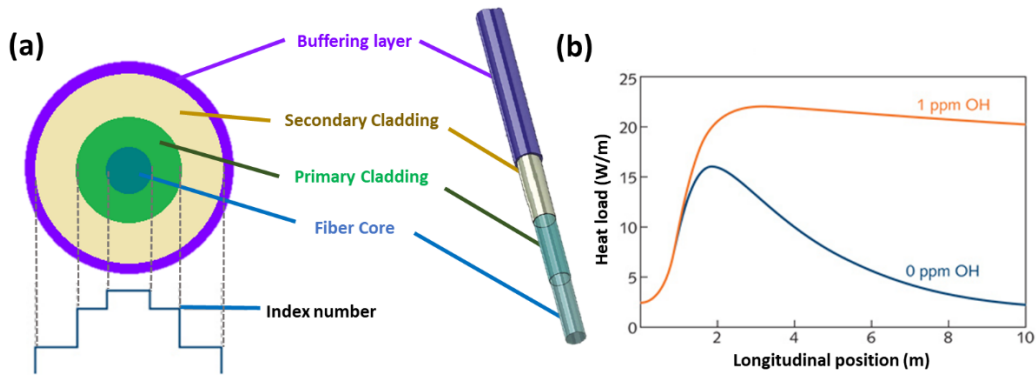 (a)
Buffering layer
Secondary Cladding
Primary Cladding
Fiber Core
Index number
(b)
25
20
15
10
5
0
Heat load (W/m)
1 ppm OH
0 ppm OH
2
4
6
8
10
Longitudinal position (m)